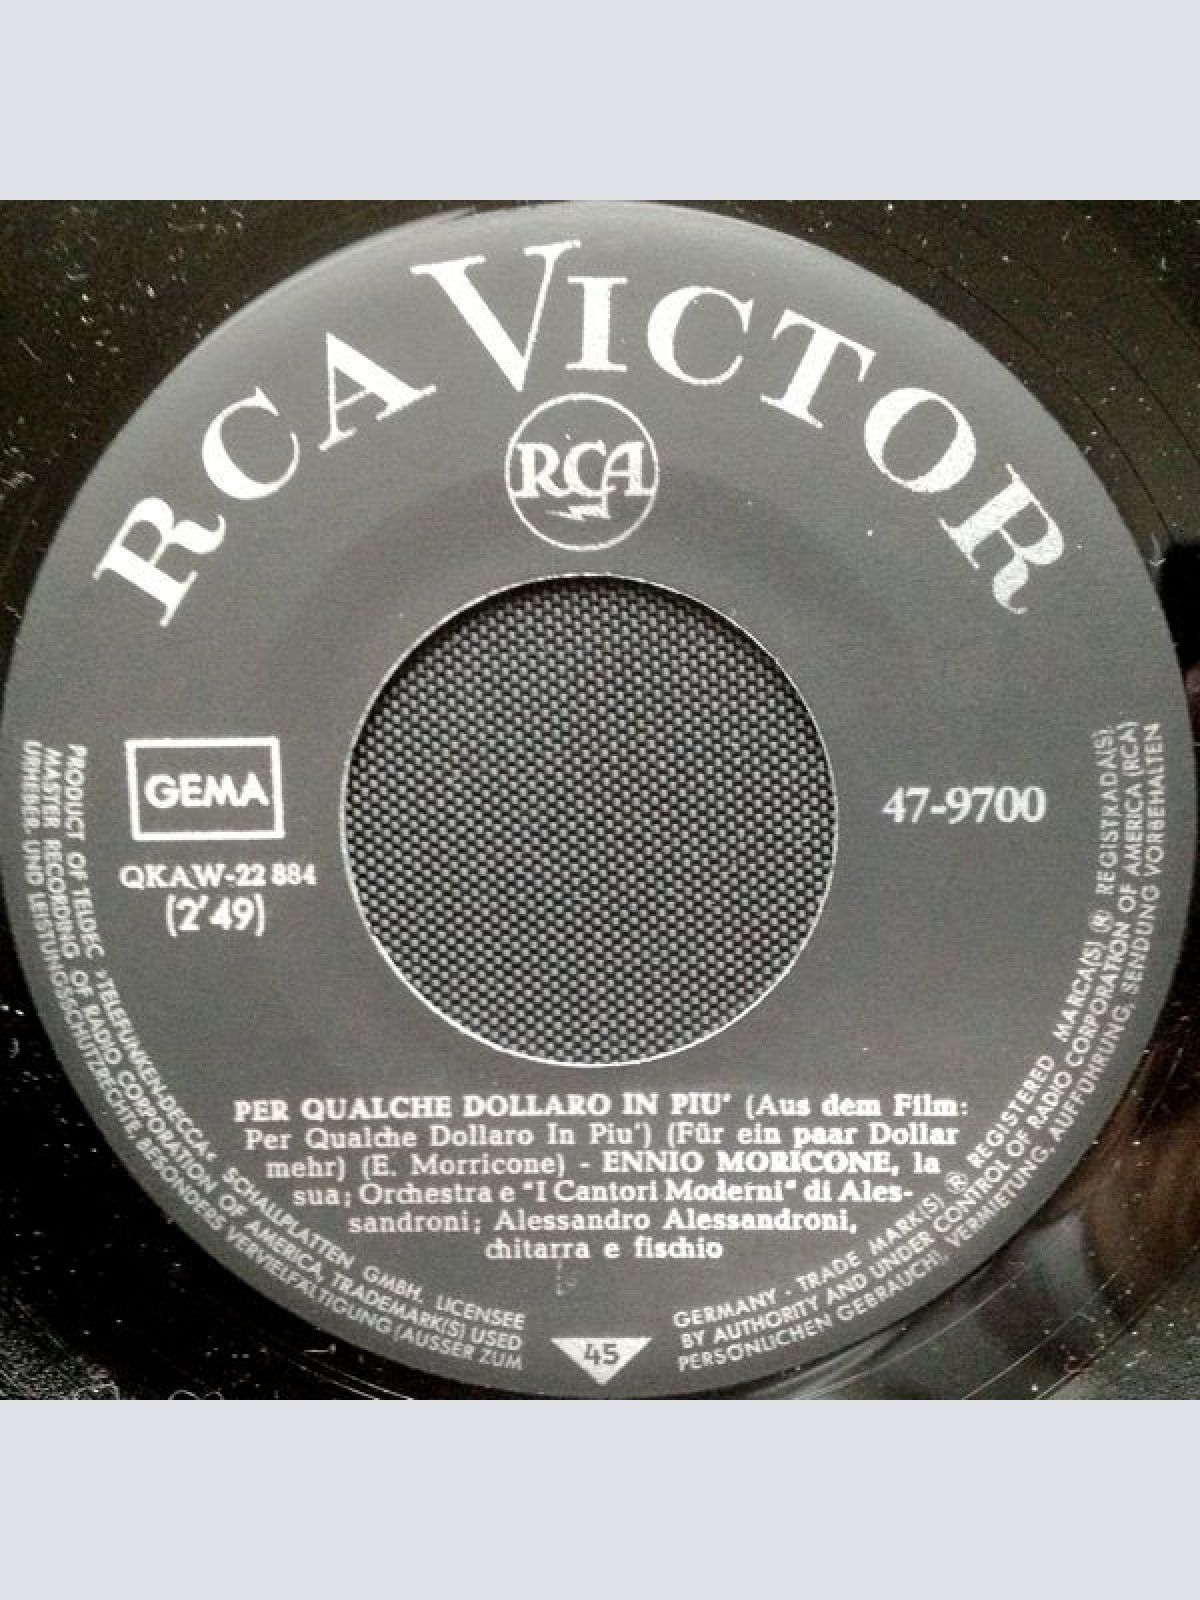 RCA VICTOR
RCA
GEMA
QKAW-22 884
(2'49)
47-9700
PER QUALCHE DOLLARO IN PIU' (Aus dem Film:
Per Qualche Dollaro In Piu') (Für ein paar Dollar
mehr) (E. Morricone) - ENNIO MORICONE, la
sua; Orchestra e "I Cantori Moderni" di Ales-
sandroni; Alessandro Alessandroni,
chitarra e fischio
45
PRODUCT OF TELDEC »TELEFUNKEN-DECCA« SCHALLPLATTEN GMBH. LICENSEE
MASTER RECORDING OF RADIO CORPORATION OF AMERICA, TRADEMARK(S) USED
URHEBER- UND LEISTUNGSSCHUTZRECHTE, BESONDERS VERVIELFÄLTIGUNG (AUSSER ZUM
GERMANY · TRADE MARK(S) ® REGISTERED MARCA(S) ® REGISTRADA(S).
BY AUTHORITY AND UNDER CONTROL OF RADIO CORPORATION OF AMERICA (RCA)
PERSÖNLICHEN GEBRAUCH), VERMIETUNG, AUFFÜHRUNG, SENDUNG VORBEHALTEN